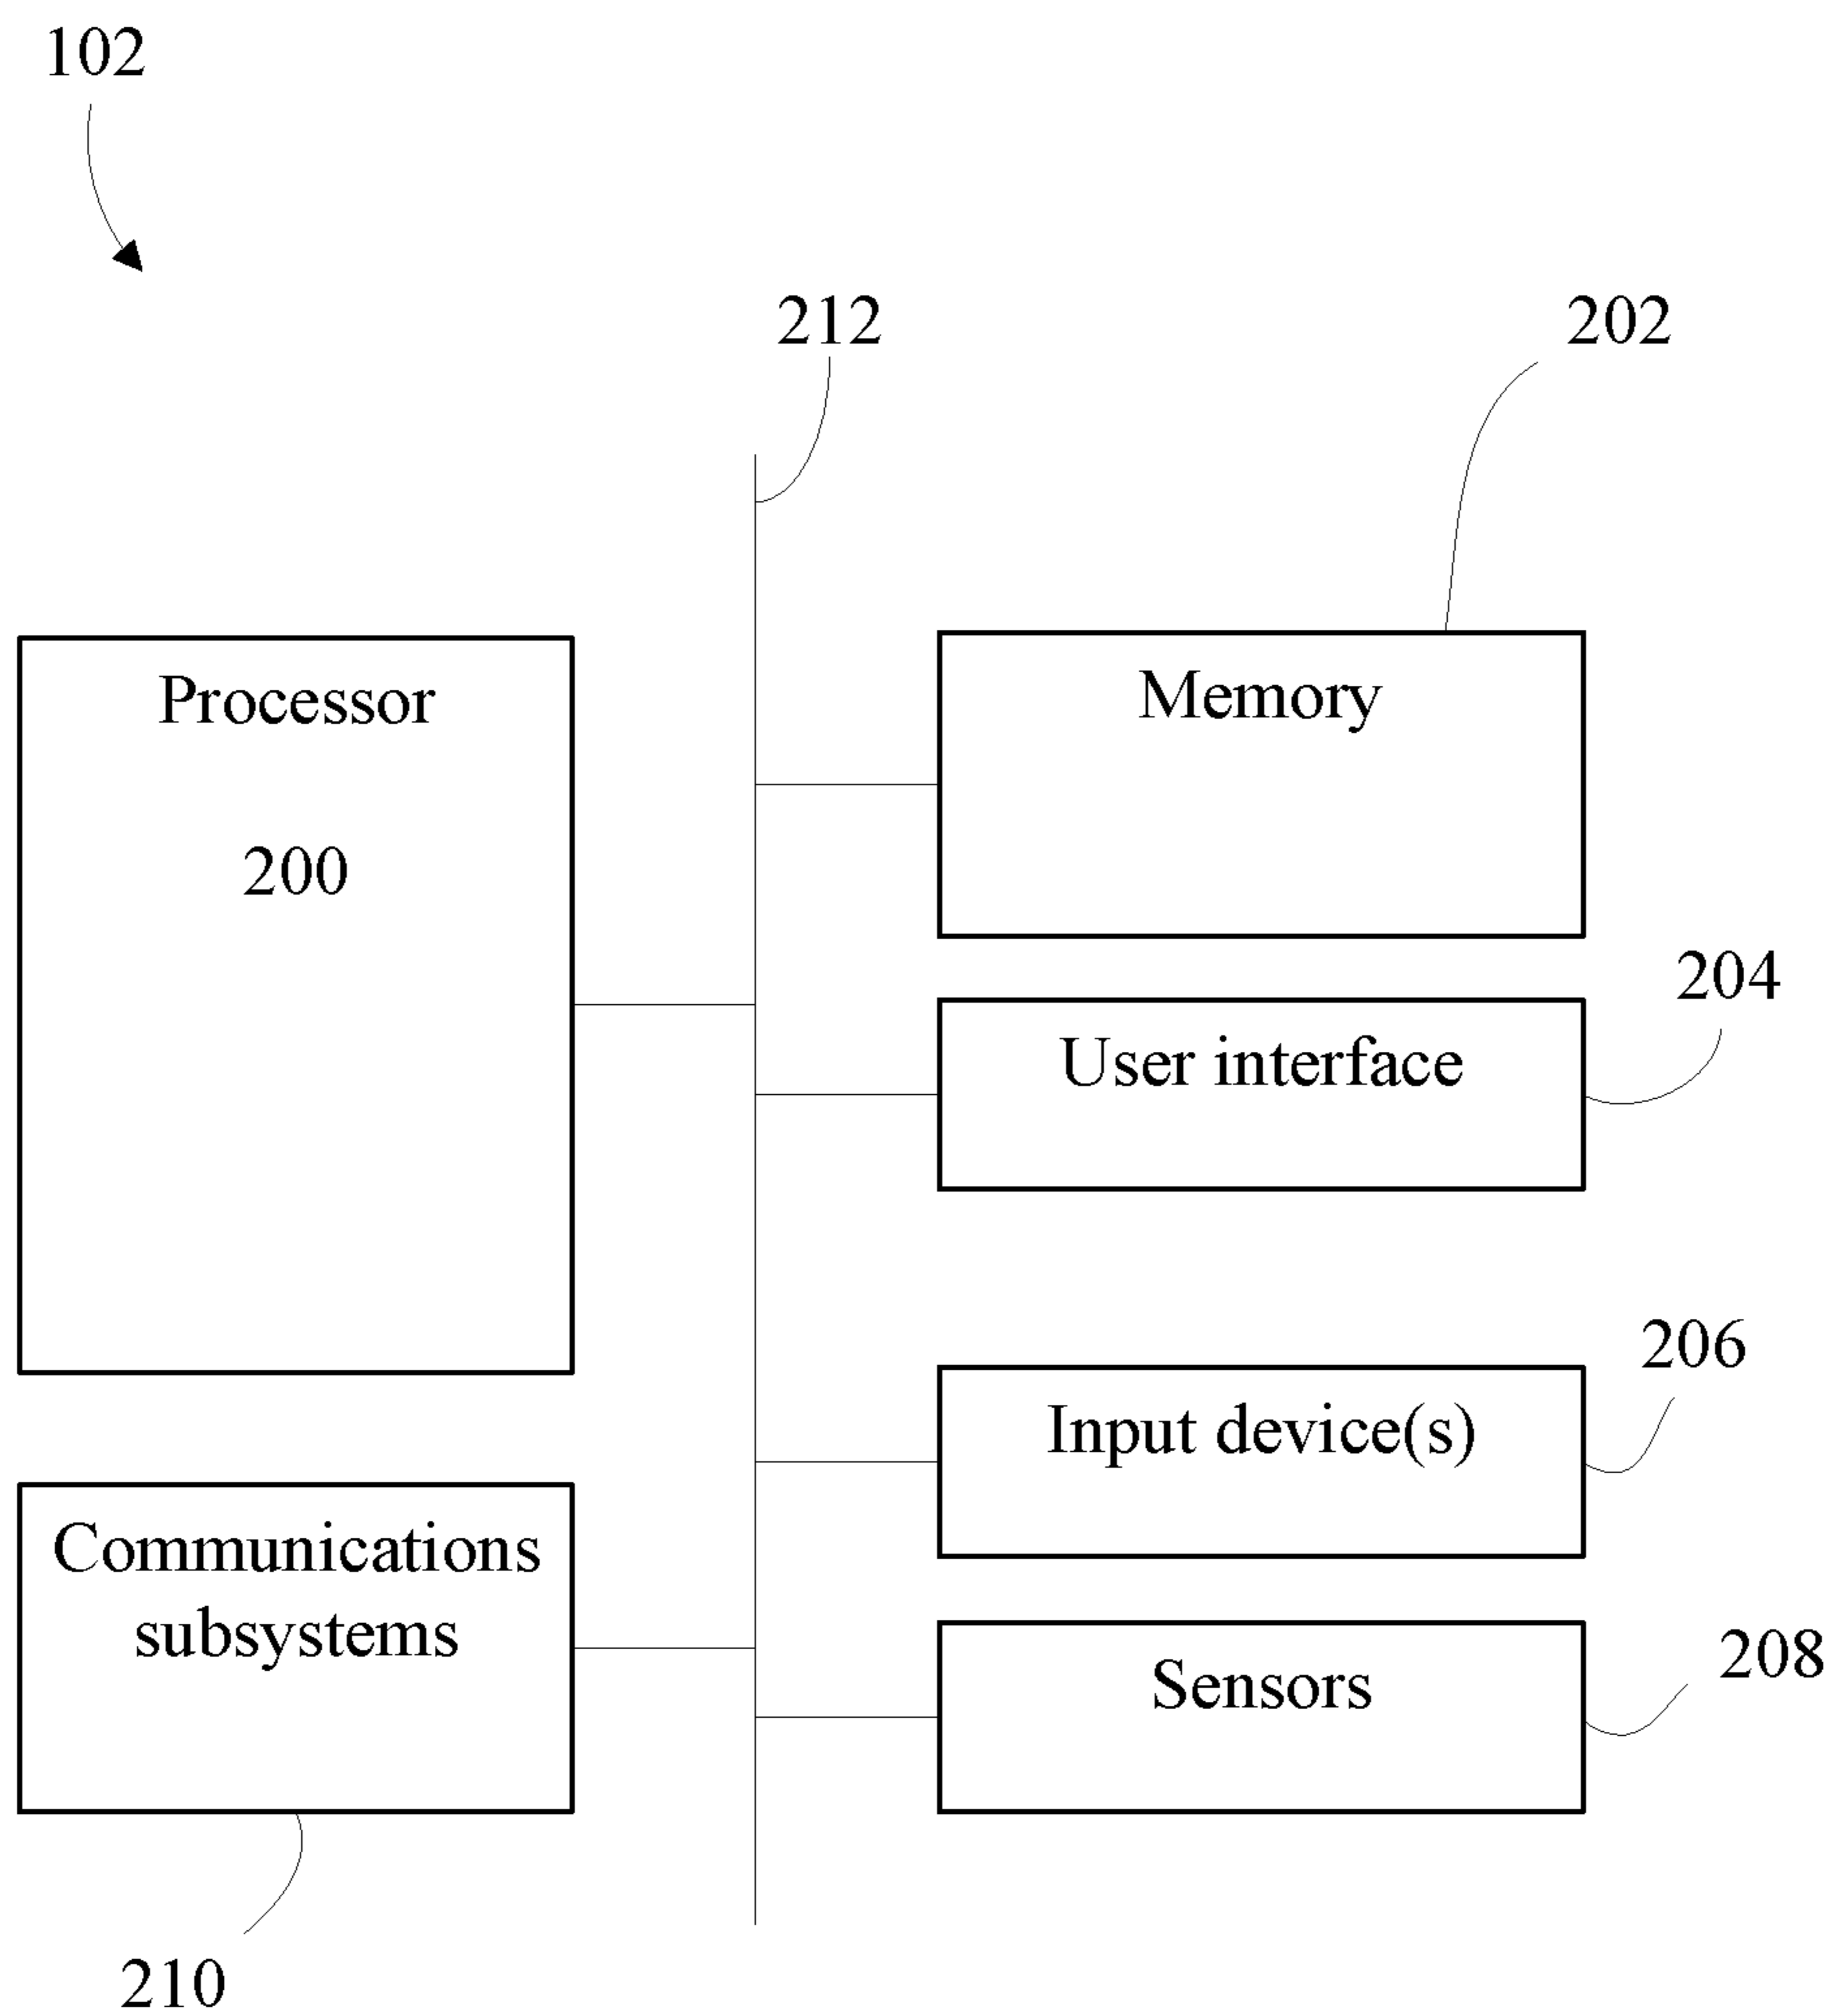 102
212
202
Processor
200
Memory
204
User interface
206
Input device(s)
Communications
subsystems
208
Sensors
210